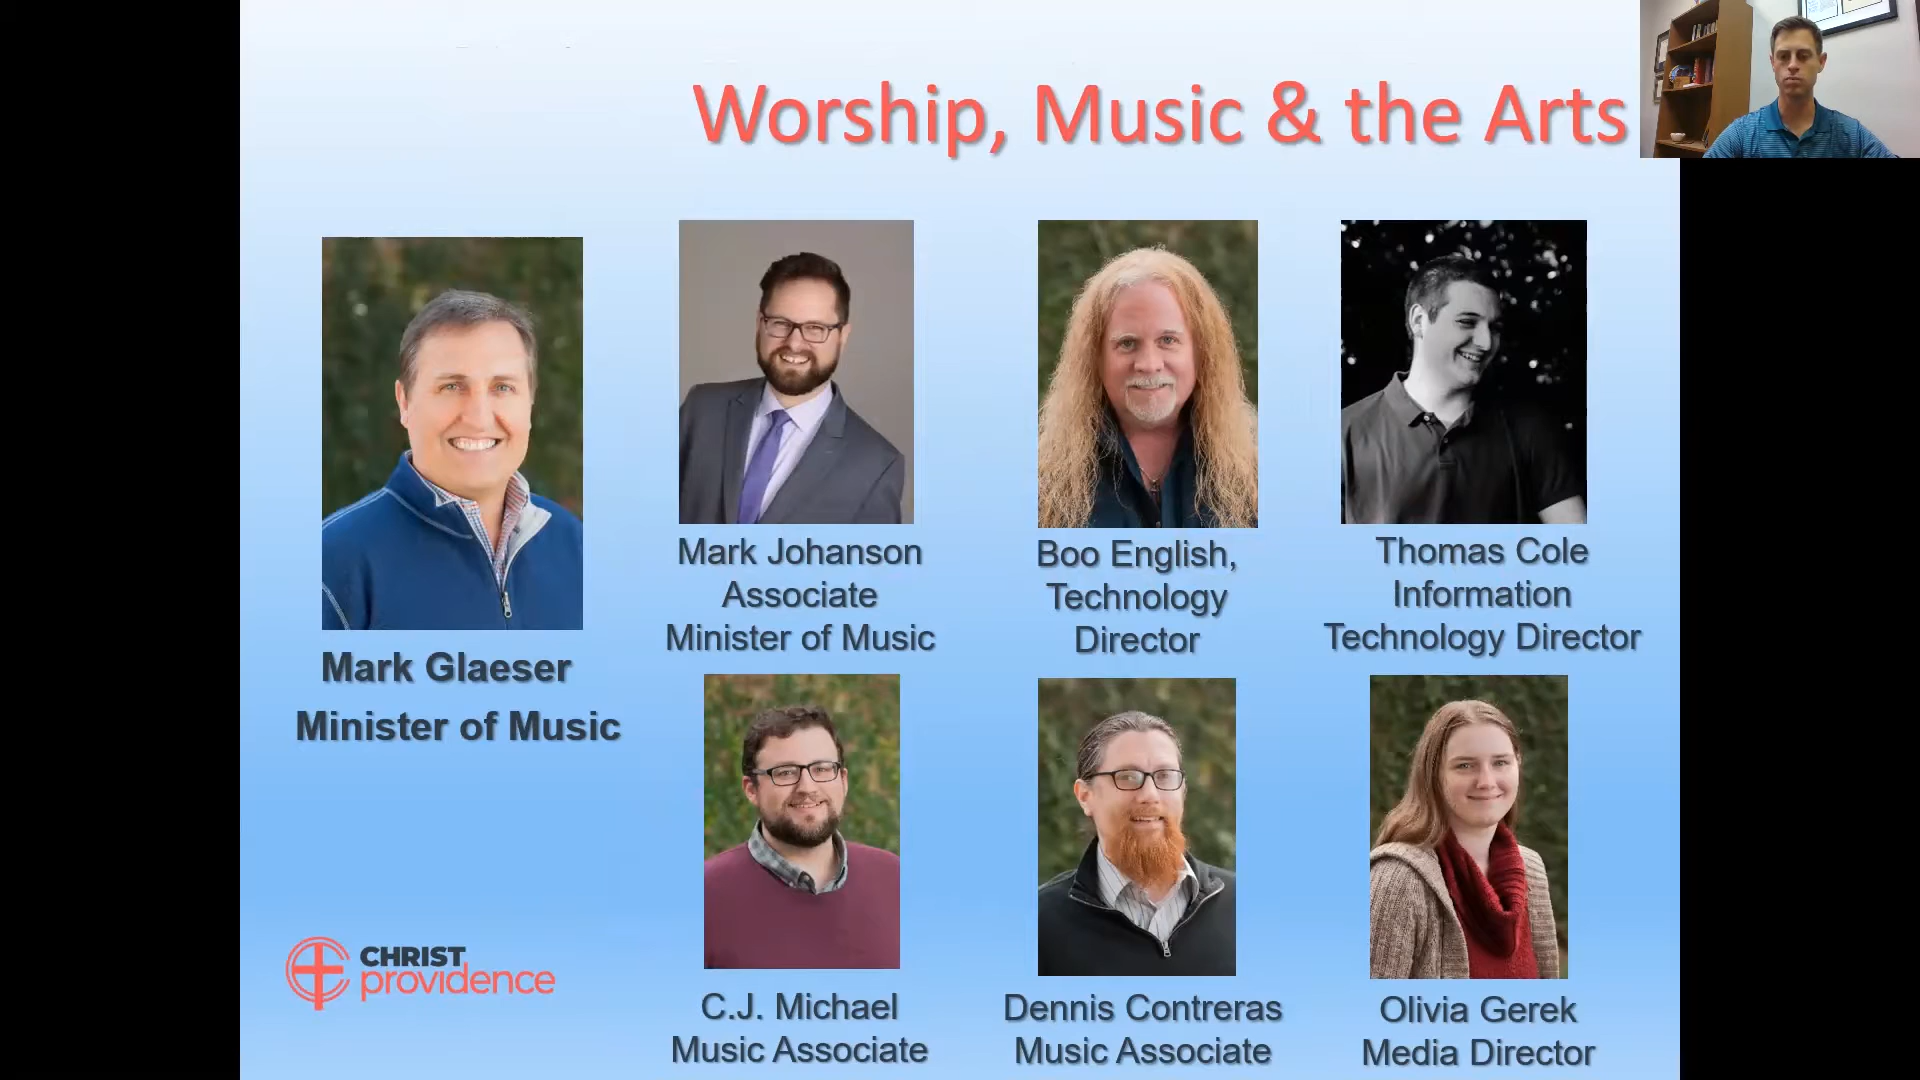 Worship, Music & the Arts
Mark Glaeser
Minister of Music
Mark Johanson
Associate
Minister of Music
Boo English,
Technology
Director
Thomas Cole
Information
Technology Director
C.J. Michael
Music Associate
Dennis Contreras
Music Associate
Olivia Gerek
Media Director
CHRIST
providence